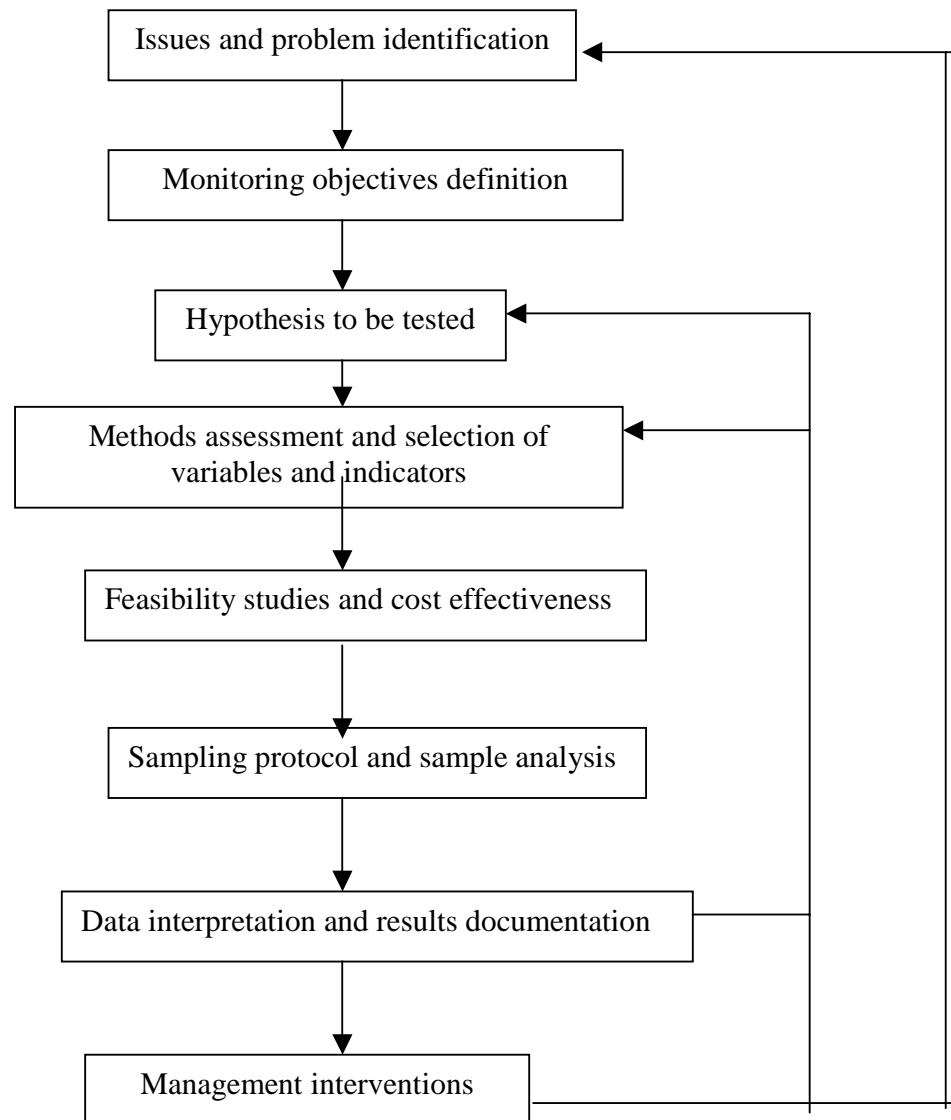 Issues and problem identification
Monitoring objectives definition
Hypothesis to be tested
Methods assessment and selection of
variables and indicators
Feasibility studies and cost effectiveness
Sampling protocol and sample analysis
Data interpretation and results documentation
Management interventions